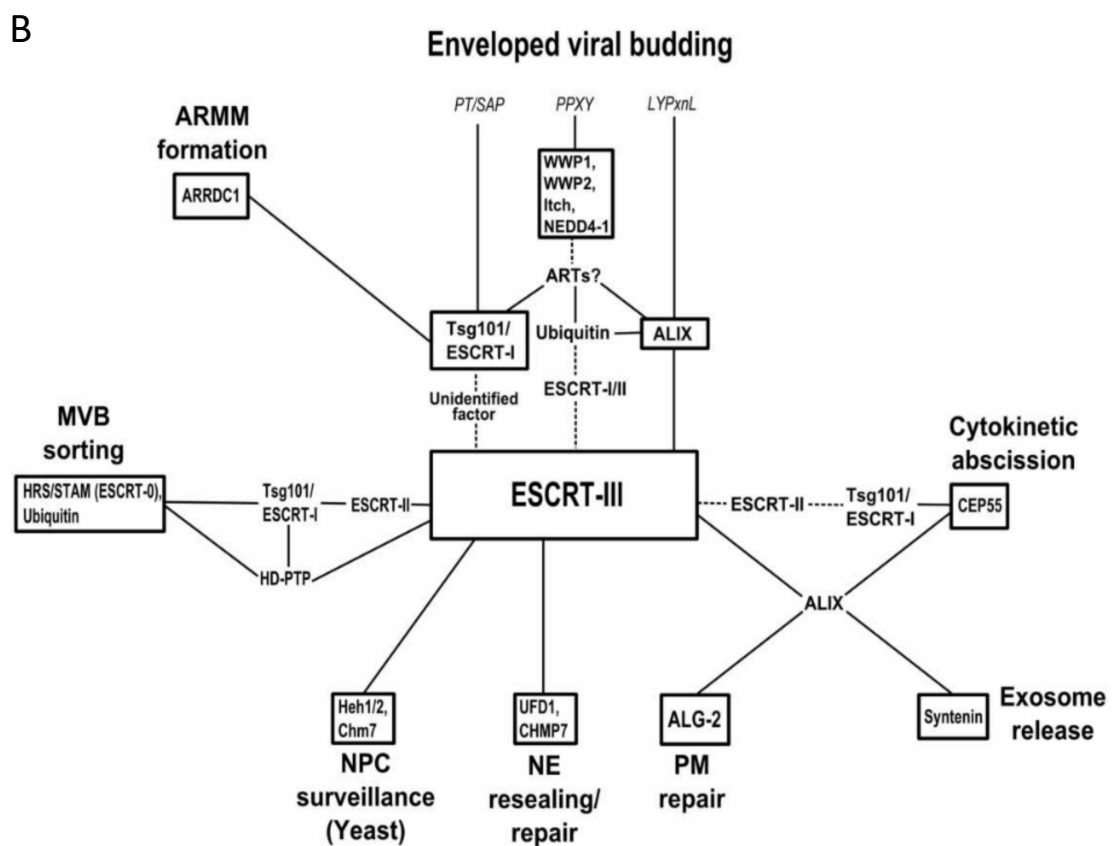 B
Enveloped viral budding
PT/SAP
PPXY
LYPxnL
ARMM
formation
ARRDC1
WWP1,
WWP2,
Itch,
NEDD4-1
ARTs?
Tsg101/
ESCRT-I
Ubiquitin
ALIX
Unidentified
factor
ESCRT-I/II
MVB
sorting
HRS/STAM (ESCRT-0),
Ubiquitin
Tsg101/
ESCRT-I
ESCRT-II
HD-PTP
ESCRT-III
Cytokinetic
abscission
ESCRT-II
Tsg101/
ESCRT-I
CEP55
ALIX
Heh1/2,
Chm7
NPC
surveillance
(Yeast)
UFD1,
CHMP7
NE
resealing/
repair
ALG-2
PM
repair
Syntenin
Exosome
release